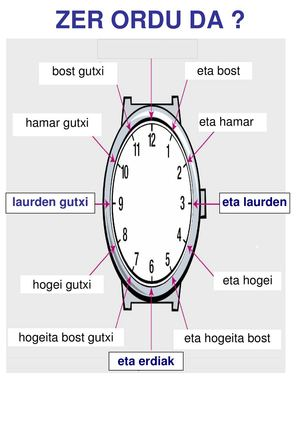 ZER ORDU DA ?
bost gutxi
eta bost
hamar gutxi
eta hamar
12
11
1
10
2
laurden gutxi
9
3
eta laurden
8
4
7
5
6
hogei gutxi
eta hogei
hogeita bost gutxi
eta hogeita bost
eta erdiak